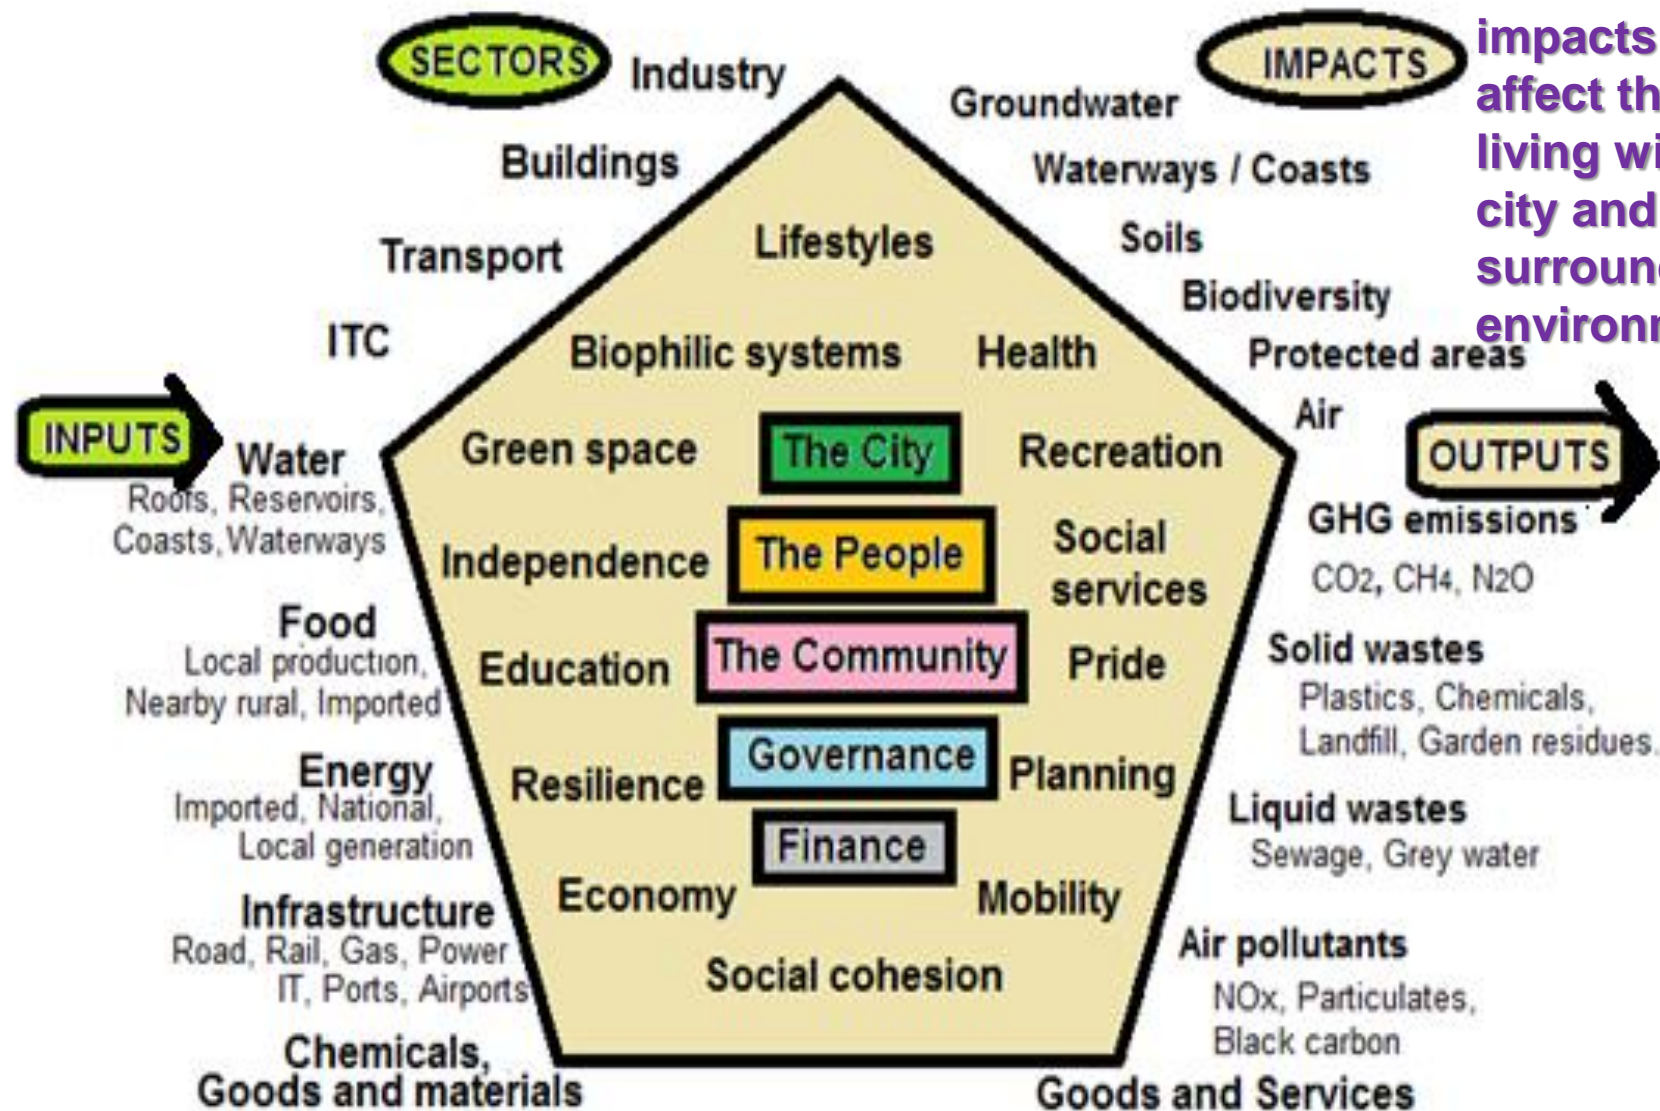 SECTORS
Industry
Buildings
Transport
ITC
IMPACTS
Groundwater
Waterways / Coasts
Soils
Biodiversity
Protected areas
Air
impacts
affect
living
city and
INPUTS
Water
Roofs, Reservoirs,
Coasts, Waterways
Food
Local production,
Nearby rural, Imported
Energy
Imported, National,
Local generation
Infrastructure
Road, Rail, Gas, Power
IT, Ports, Airports
Chemicals,
Goods and materials
Lifestyles
Biophilic systems
Health
Green space
The City
Recreation
Independence
The People
Social
services
Education
The Community
Pride
Resilience
Governance
Planning
Finance
Economy
Mobility
Social cohesion
OUTPUTS
GHG emissions
CO2, CH4, N2O
Solid wastes
Plastics, Chemicals,
Landfill, Garden residues.
Liquid wastes
Sewage, Grey water
Air pollutants
NOx, Particulates,
Black carbon
Goods and Services